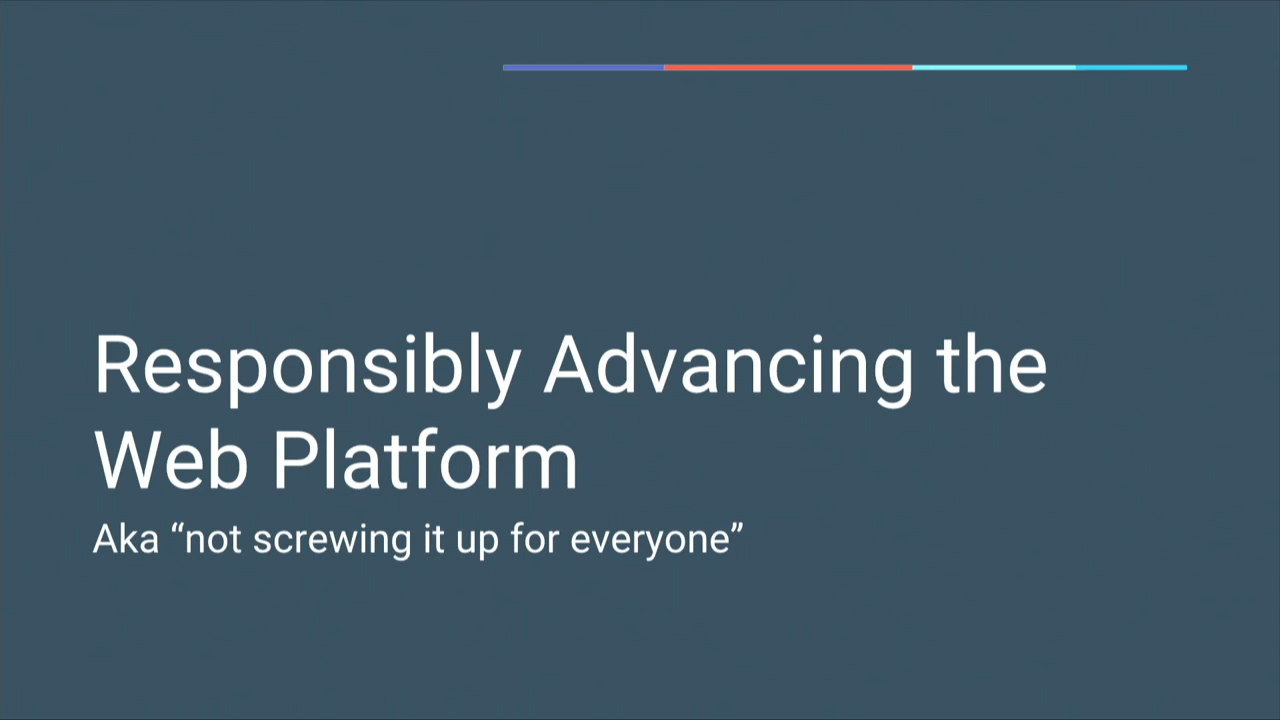 Responsibly Advancing the
Web Platform
Aka “not screwing it up for everyone”